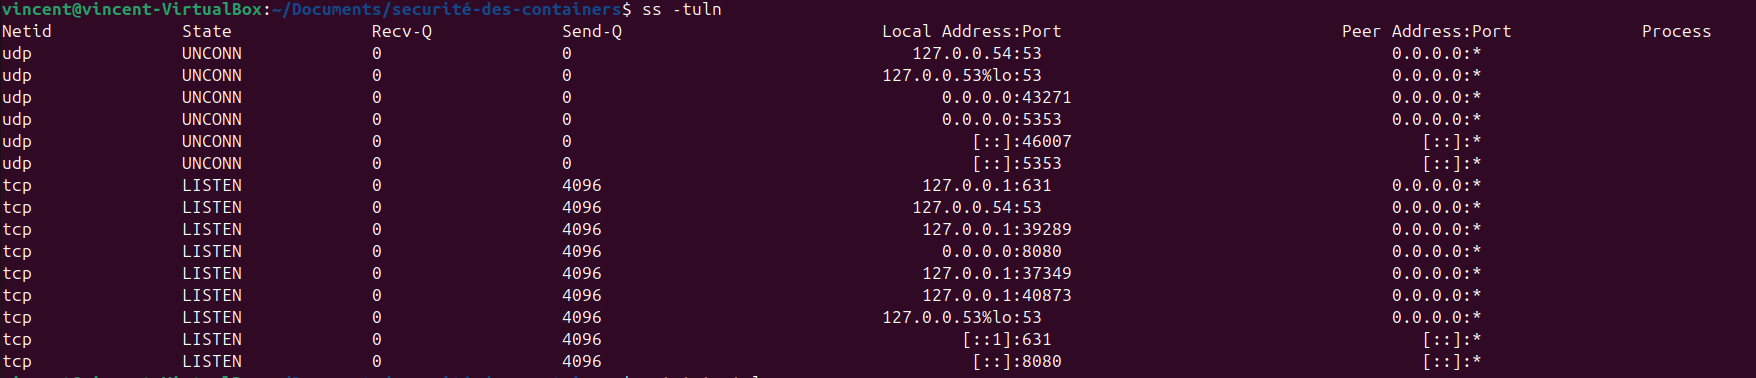 vincent@vincent-VirtualBox:~/Documents/securité-des-containers$ ss -tuln
Netid State Recv-Q Send-Q Local Address:Port Peer Address:Port Process
udp UNCONN 0 0 127.0.0.54:53 0.0.0.0:*
udp UNCONN 0 0 127.0.0.53%lo:53 0.0.0.0:*
udp UNCONN 0 0 0.0.0.0:43271 0.0.0.0:*
udp UNCONN 0 0 0.0.0.0:5353 0.0.0.0:*
udp UNCONN 0 0 [::]:46007 [::]:*
udp UNCONN 0 0 [::]:5353 [::]:*
tcp LISTEN 0 4096 127.0.0.1:631 0.0.0.0:*
tcp LISTEN 0 4096 127.0.0.54:53 0.0.0.0:*
tcp LISTEN 0 4096 127.0.0.1:39289 0.0.0.0:*
tcp LISTEN 0 4096 0.0.0.0:8080 0.0.0.0:*
tcp LISTEN 0 4096 127.0.0.1:37349 0.0.0.0:*
tcp LISTEN 0 4096 127.0.0.1:40873 0.0.0.0:*
tcp LISTEN 0 4096 127.0.0.53%lo:53 0.0.0.0:*
tcp LISTEN 0 4096 [::1]:631 [::]:*
tcp LISTEN 0 4096 [::]:8080 [::]:*